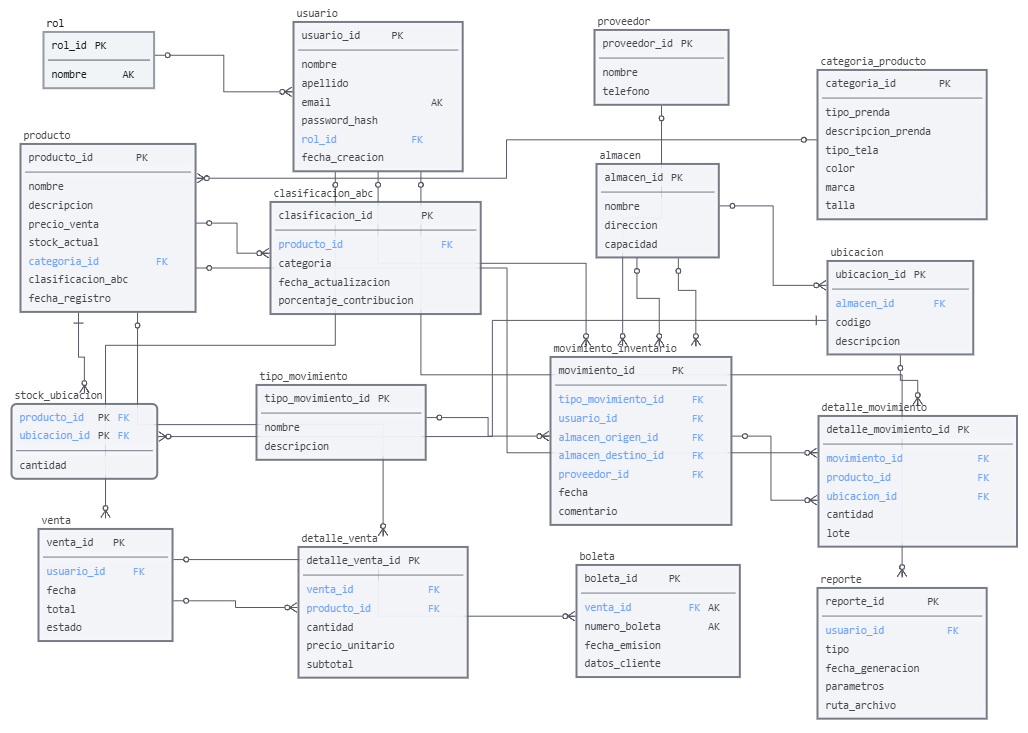 rol
rol_id PK
nombre AK
usuario
usuario_id PK
nombre
apellido
email AK
password_hash
rol_id FK
fecha_creacion
proveedor
proveedor_id PK
nombre
telefono
categoria_producto
categoria_id PK
tipo_prenda
descripcion_prenda
tipo_tela
color
marca
talla
producto
producto_id PK
nombre
descripcion
precio_venta
stock_actual
categoria_id FK
clasificacion_abc
fecha_registro
clasificacion_abc
clasificacion_id PK
producto_id FK
categoria
fecha_actualizacion
porcentaje_contribucion
almacen
almacen_id PK
nombre
direccion
capacidad
ubicacion
ubicacion_id PK
almacen_id FK
codigo
descripcion
stock_ubicacion
producto_id PK FK
ubicacion_id PK FK
cantidad
tipo_movimiento
tipo_movimiento_id PK
nombre
descripcion
movimiento_inventario
movimiento_id PK
tipo_movimiento_id FK
usuario_id FK
almacen_origen_id FK
almacen_destino_id FK
proveedor_id FK
fecha
comentario
detalle_movimiento
detalle_movimiento_id PK
movimiento_id FK
producto_id FK
ubicacion_id FK
cantidad
lote
venta
venta_id PK
usuario_id FK
fecha
total
estado
detalle_venta
detalle_venta_id PK
venta_id FK
producto_id FK
cantidad
precio_unitario
subtotal
boleta
boleta_id PK
venta_id FK AK
numero_boleta AK
fecha_emision
datos_cliente
reporte
reporte_id PK
usuario_id FK
tipo
fecha_generacion
parametros
ruta_archivo